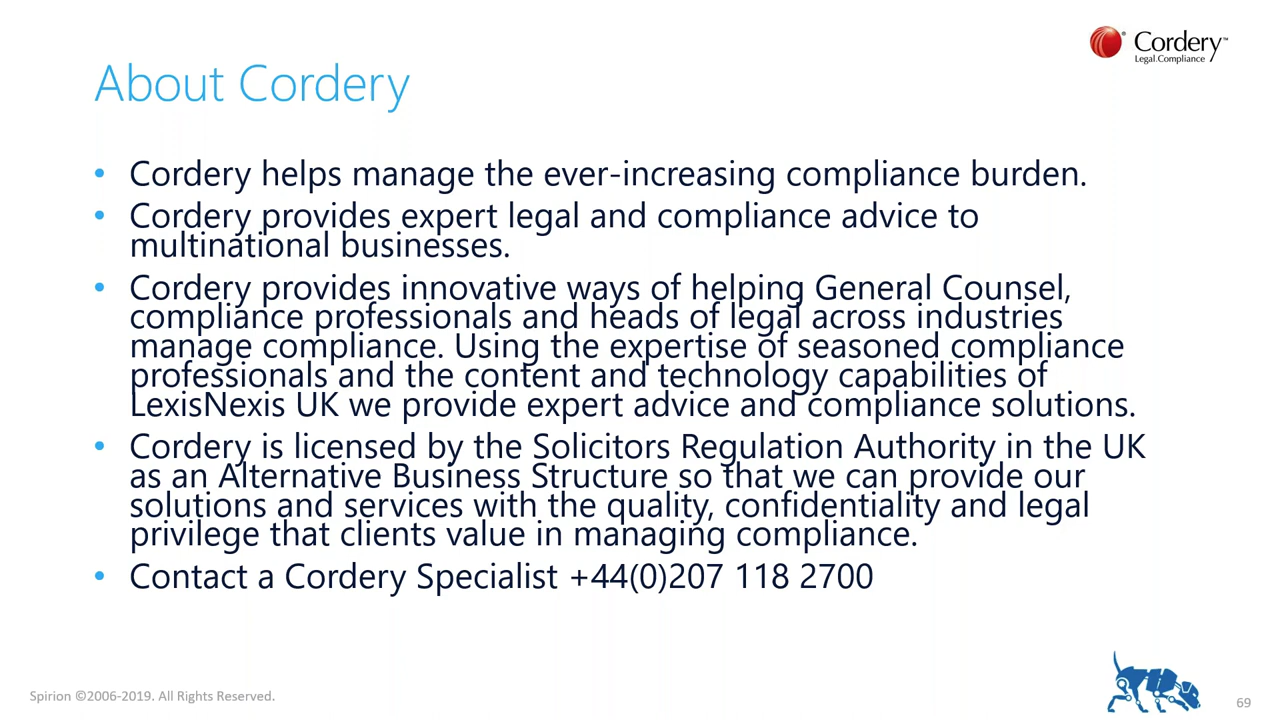 Cordery™
Legal.Compliance
About Cordery
• Cordery helps manage the ever-increasing compliance burden.
• Cordery provides expert legal and compliance advice to
multinational businesses.
• Cordery provides innovative ways of helping General Counsel,
compliance professionals and heads of legal across industries
manage compliance. Using the expertise of seasoned compliance
professionals and the content and technology capabilities of
LexisNexis UK we provide expert advice and compliance solutions.
• Cordery is licensed by the Solicitors Regulation Authority in the UK
as an Alternative Business Structure so that we can provide our
solutions and services with the quality, confidentiality and legal
privilege that clients value in managing compliance.
• Contact a Cordery Specialist +44(0)207 118 2700
Spirion ©2006-2019. All Rights Reserved.
69